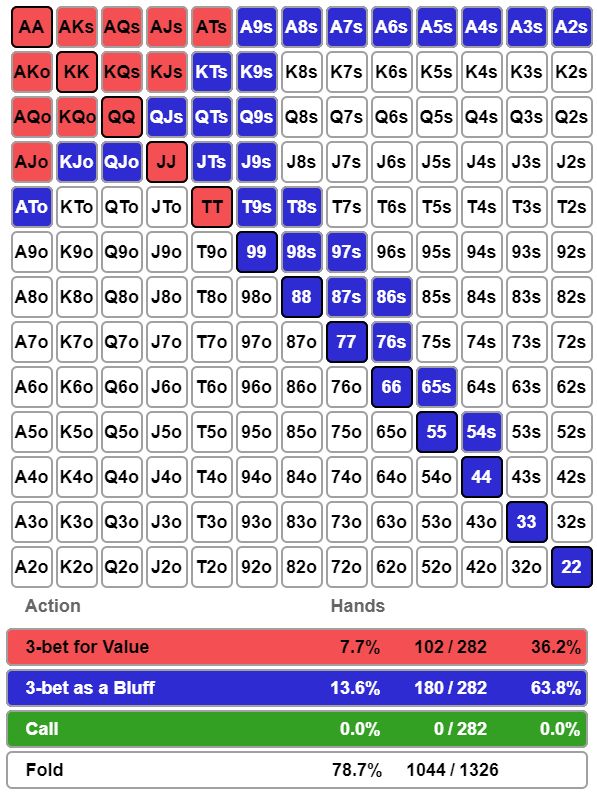 AA AKs AQs AJs ATs A9s A8s A7s A6s A5s A4s A3s A2s
AKo KK KQs KJs KTs K9s K8s K7s K6s K5s K4s K3s K2s
AQo KQo QQ QJs QTs Q9s Q8s Q7s Q6s Q5s Q4s Q3s Q2s
AJo KJo QJo JJ JTs J9s J8s J7s J6s J5s J4s J3s J2s
ATo KTo QTo JTo TT T9s T8s T7s T6s T5s T4s T3s T2s
A9o K9o Q9o J9o T9o 99 98s 97s 96s 95s 94s 93s 92s
A8o K8o Q8o J8o T8o 98o 88 87s 86s 85s 84s 83s 82s
A7o K7o Q7o J7o T7o 97o 87o 77 76s 75s 74s 73s 72s
A6o K6o Q6o J6o T6o 96o 86o 76o 66 65s 64s 63s 62s
A5o K5o Q5o J5o T5o 95o 85o 75o 65o 55 54s 53s 52s
A4o K4o Q4o J4o T4o 94o 84o 74o 64o 54o 44 43s 42s
A3o K3o Q3o J3o T3o 93o 83o 73o 63o 53o 43o 33 32s
A2o K2o Q2o J2o T2o 92o 82o 72o 62o 52o 42o 32o 22
Action Hands
3-bet for Value 7.7% 102 / 282 36.2%
3-bet as a Bluff 13.6% 180 / 282 63.8%
Call 0.0% 0 / 282 0.0%
Fold 78.7% 1044 / 1326